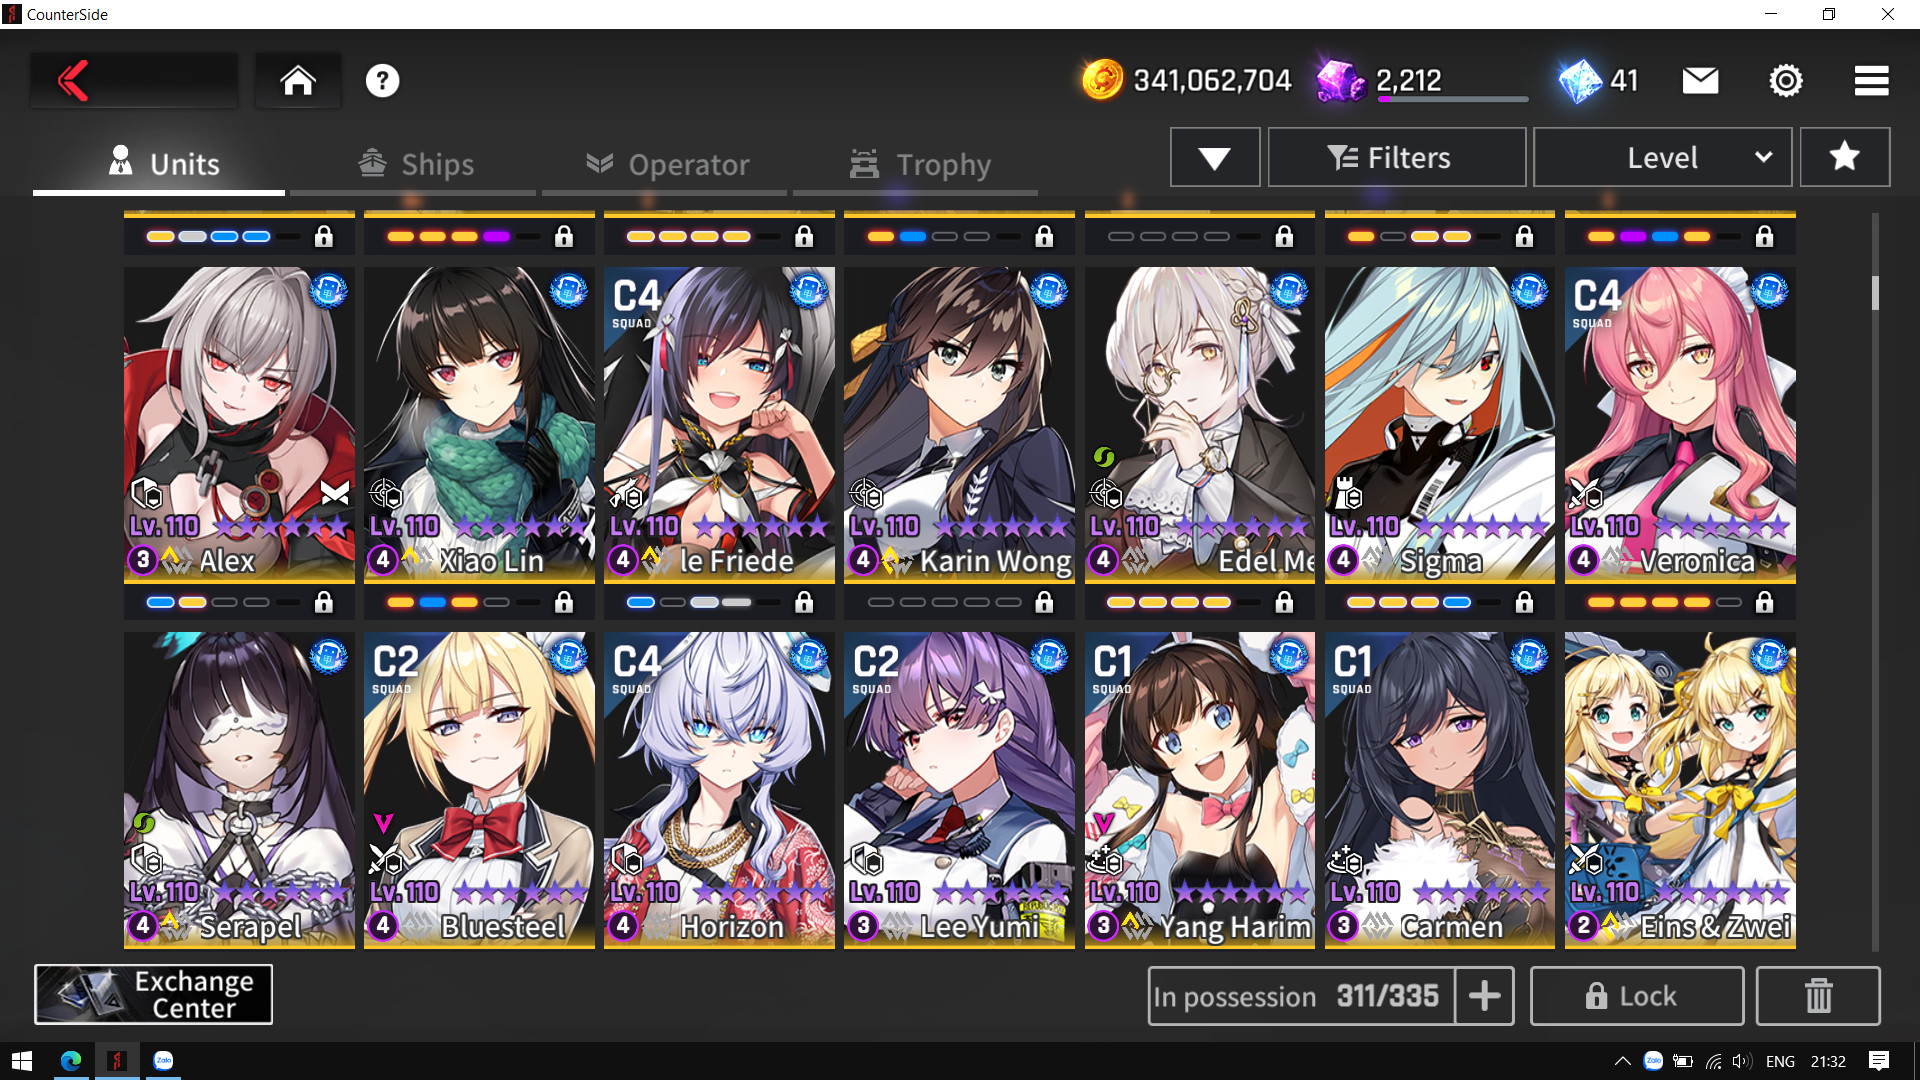 CounterSide
?
341,062,704
2,212
41
Units
Ships
Operator
Trophy
Filters
Level
Lv. 110
3
Alex
Lv. 110
4
Xiao Lin
C4
SQUAD
Lv. 110
4
le Friede
Lv. 110
4
Karin Wong
Lv. 110
4
Edel Me
Lv. 110
4
Sigma
C4
SQUAD
Lv. 110
4
Veronica
Lv. 110
4
Serapel
C2
SQUAD
Lv. 110
4
Bluesteel
C4
SQUAD
Lv. 110
4
Horizon
C2
SQUAD
Lv. 110
3
Lee Yumi
C1
SQUAD
Lv. 110
3
Yang Harim
C1
SQUAD
Lv. 110
3
Carmen
Lv. 110
2
Eins & Zwei
Exchange
Center
In possession 311/335
Lock
Zalo
Zalo
ENG
21:32